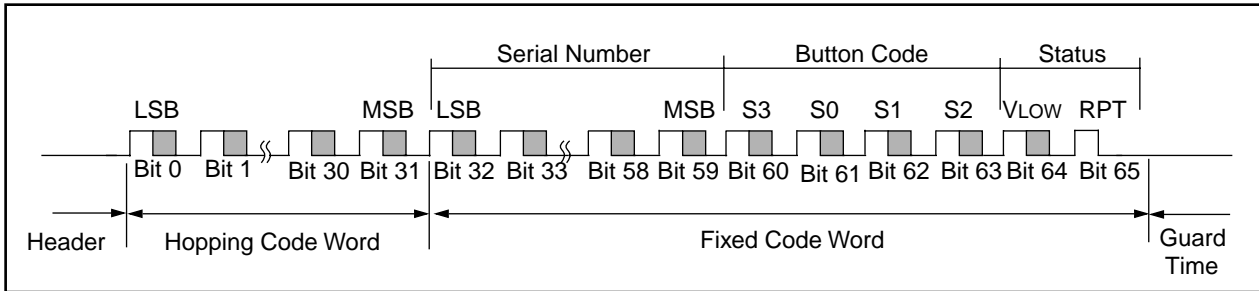 Serial Number Button Code Status
LSB MSB LSB MSB S3 S0 S1 S2 VLOW RPT
Bit 0 Bit 1 Bit 30 Bit 31 Bit 32 Bit 33 Bit 58 Bit 59 Bit 60 Bit 61 Bit 62 Bit 63 Bit 64 Bit 65
Header Hopping Code Word Fixed Code Word Guard
Time